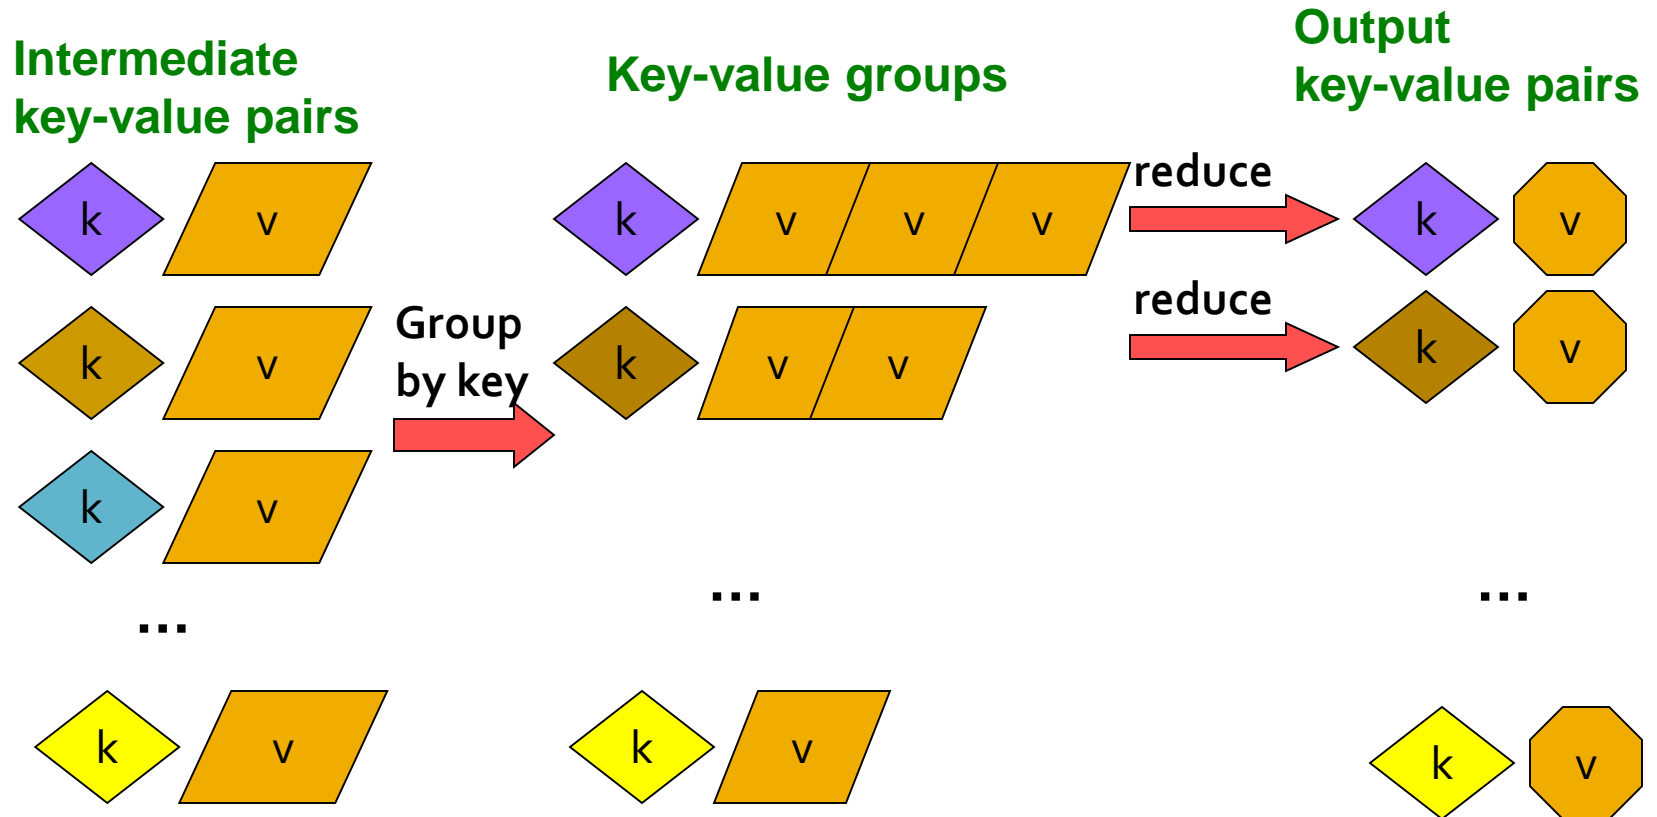 Intermediate
key-value pairs
Key-value groups
Output
key-value pairs
k v
k v v v
reduce
k v
k v
Group
by key
k v v
reduce
k v
k v
...
...
...
k v
k v
k v